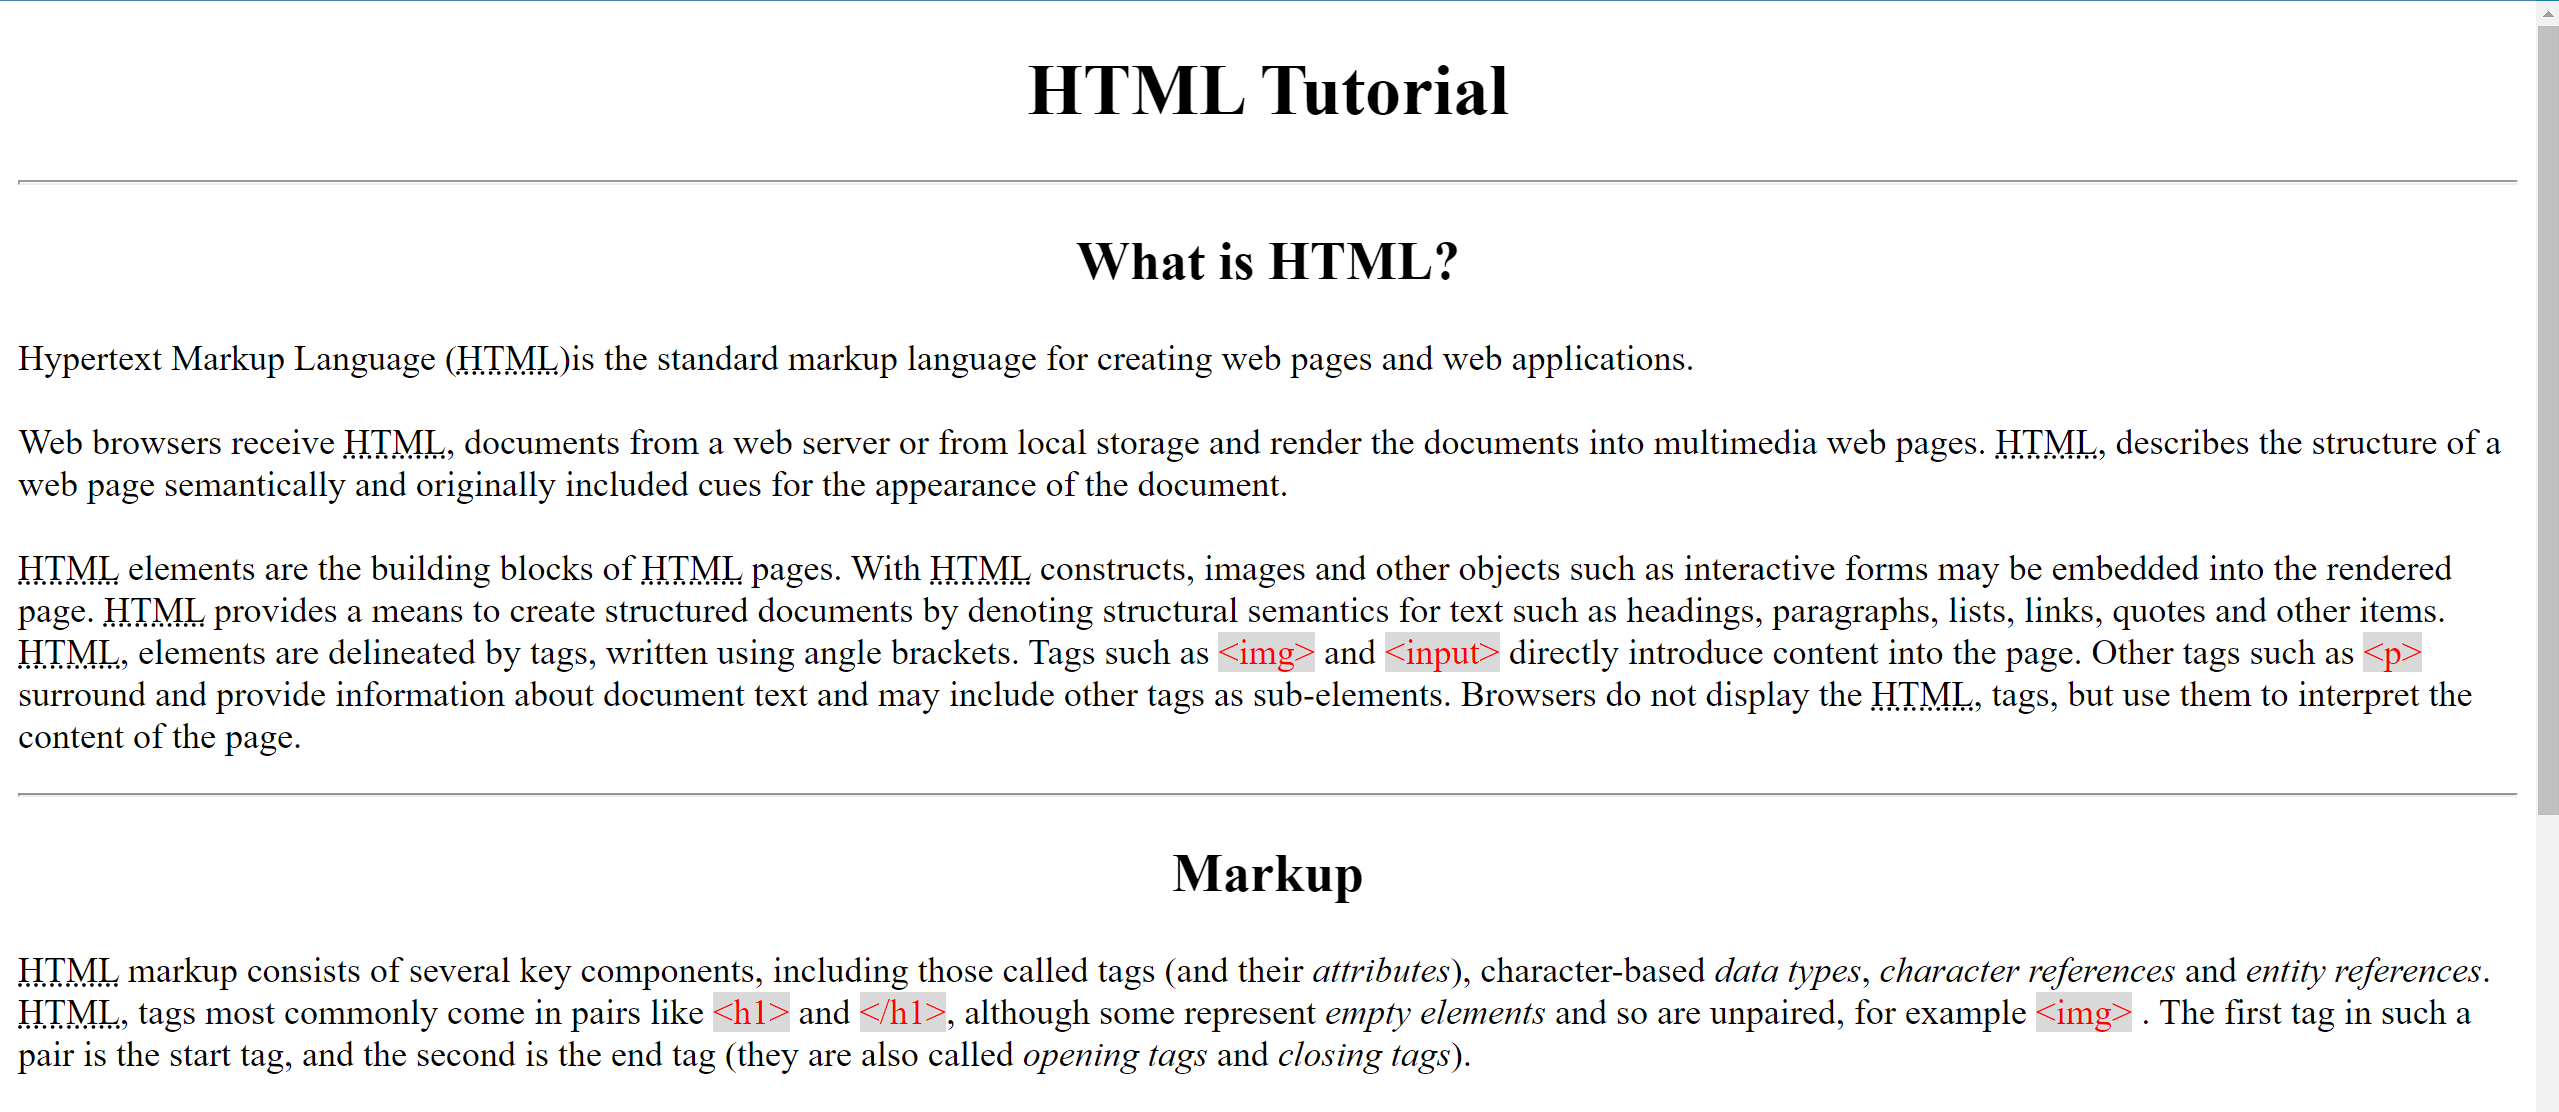 HTML Tutorial
What is HTML?
Hypertext Markup Language (HTML)is the standard markup language for creating web pages and web applications.
Web browsers receive HTML, documents from a web server or from local storage and render the documents into multimedia web pages. HTML, describes the structure of a
web page semantically and originally included cues for the appearance of the document.
HTML elements are the building blocks of HTML pages. With HTML constructs, images and other objects such as interactive forms may be embedded into the rendered
page. HTML provides a means to create structured documents by denoting structural semantics for text such as headings, paragraphs, lists, links, quotes and other items.
HTML, elements are delineated by tags, written using angle brackets. Tags such as <img> and <input> directly introduce content into the page. Other tags such as <p>
surround and provide information about document text and may include other tags as sub-elements. Browsers do not display the HTML, tags, but use them to interpret the
content of the page.
Markup
HTML markup consists of several key components, including those called tags (and their attributes), character-based data types, character references and entity references.
HTML, tags most commonly come in pairs like <h1> and </h1>, although some represent empty elements and so are unpaired, for example <img> . The first tag in such a
pair is the start tag, and the second is the end tag (they are also called opening tags and closing tags).